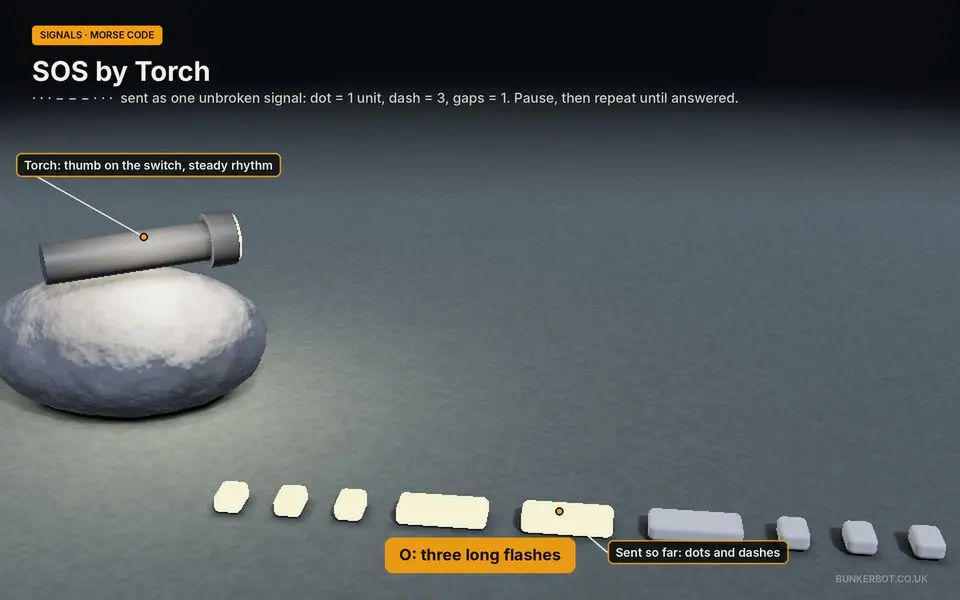 SIGNALS · MORSE CODE
SOS by Torch
· · · – – – · · · sent as one unbroken signal: dot = 1 unit, dash = 3, gaps = 1. Pause, then repeat until answered.
Torch: thumb on the switch, steady rhythm
O: three long flashes
Sent so far: dots and dashes
BUNKERBOT.CO.UK